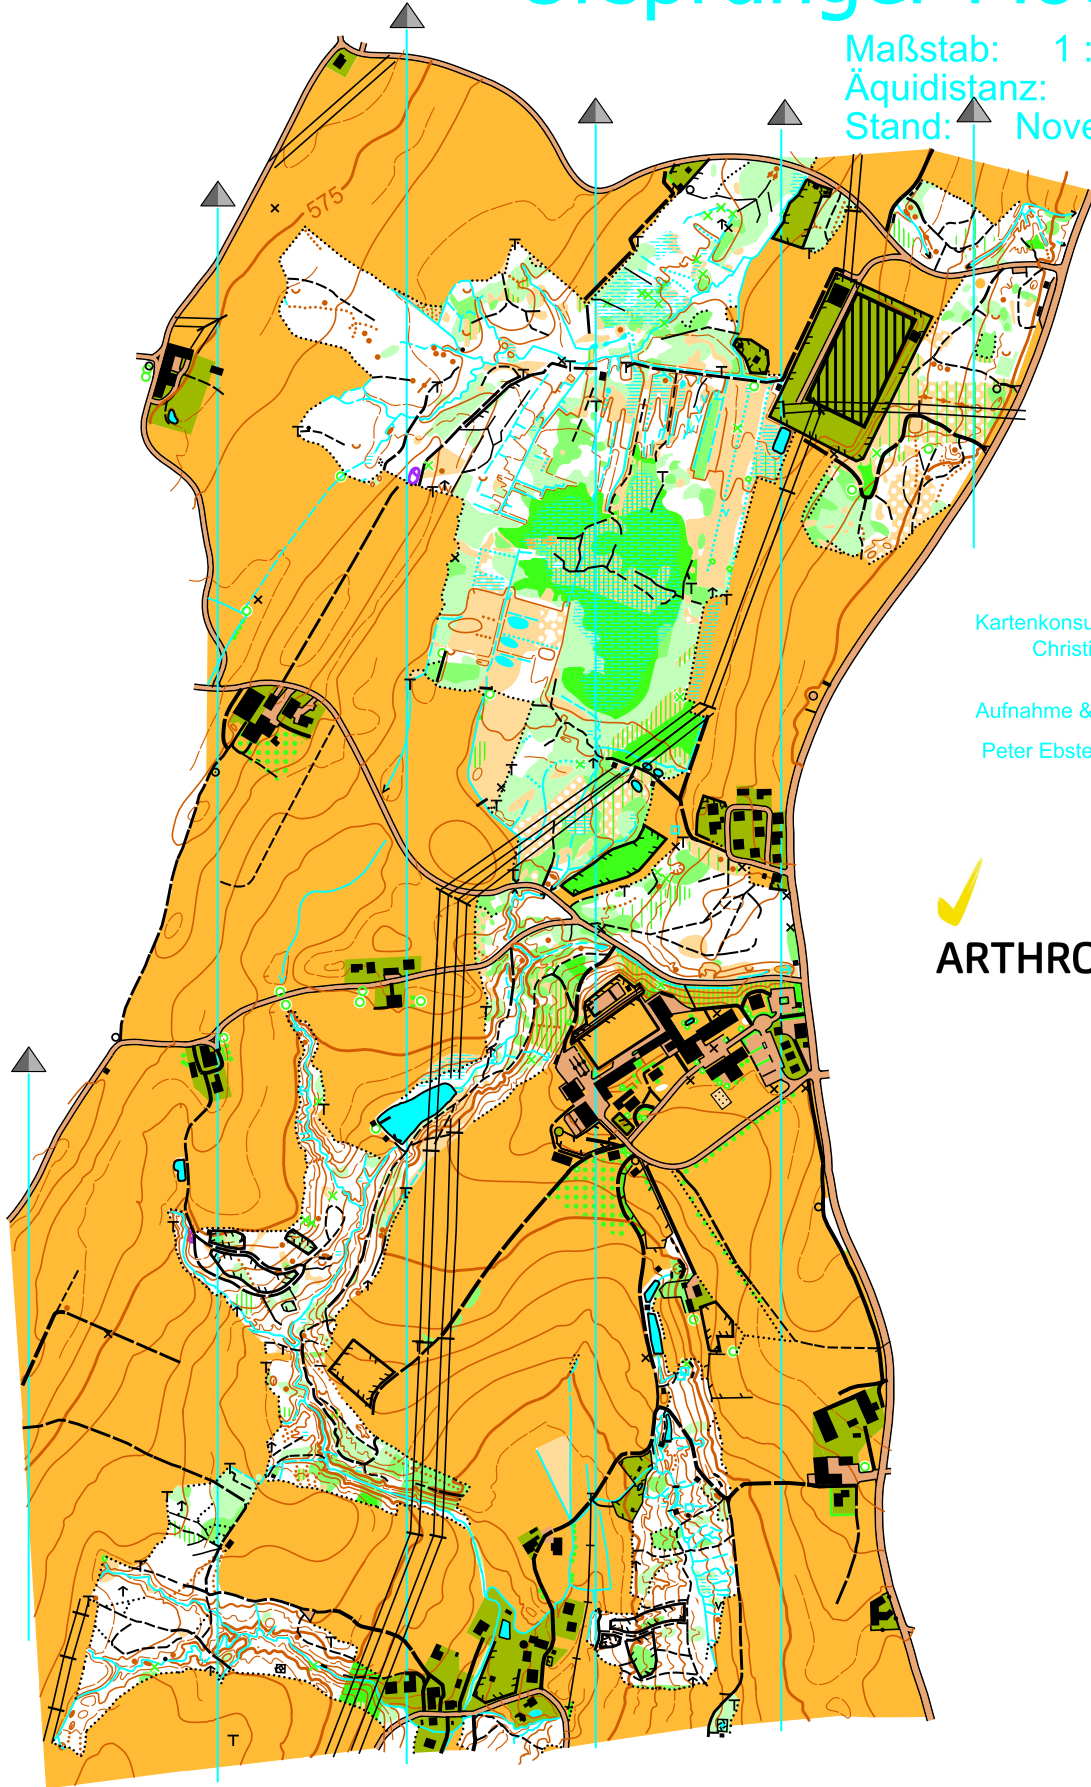 Maßstab: 1 :
Äquidistanz:
Stand: Nove
575
Kartenkonsu
Christi
Aufnahme &
Peter Ebste
ARTHRO